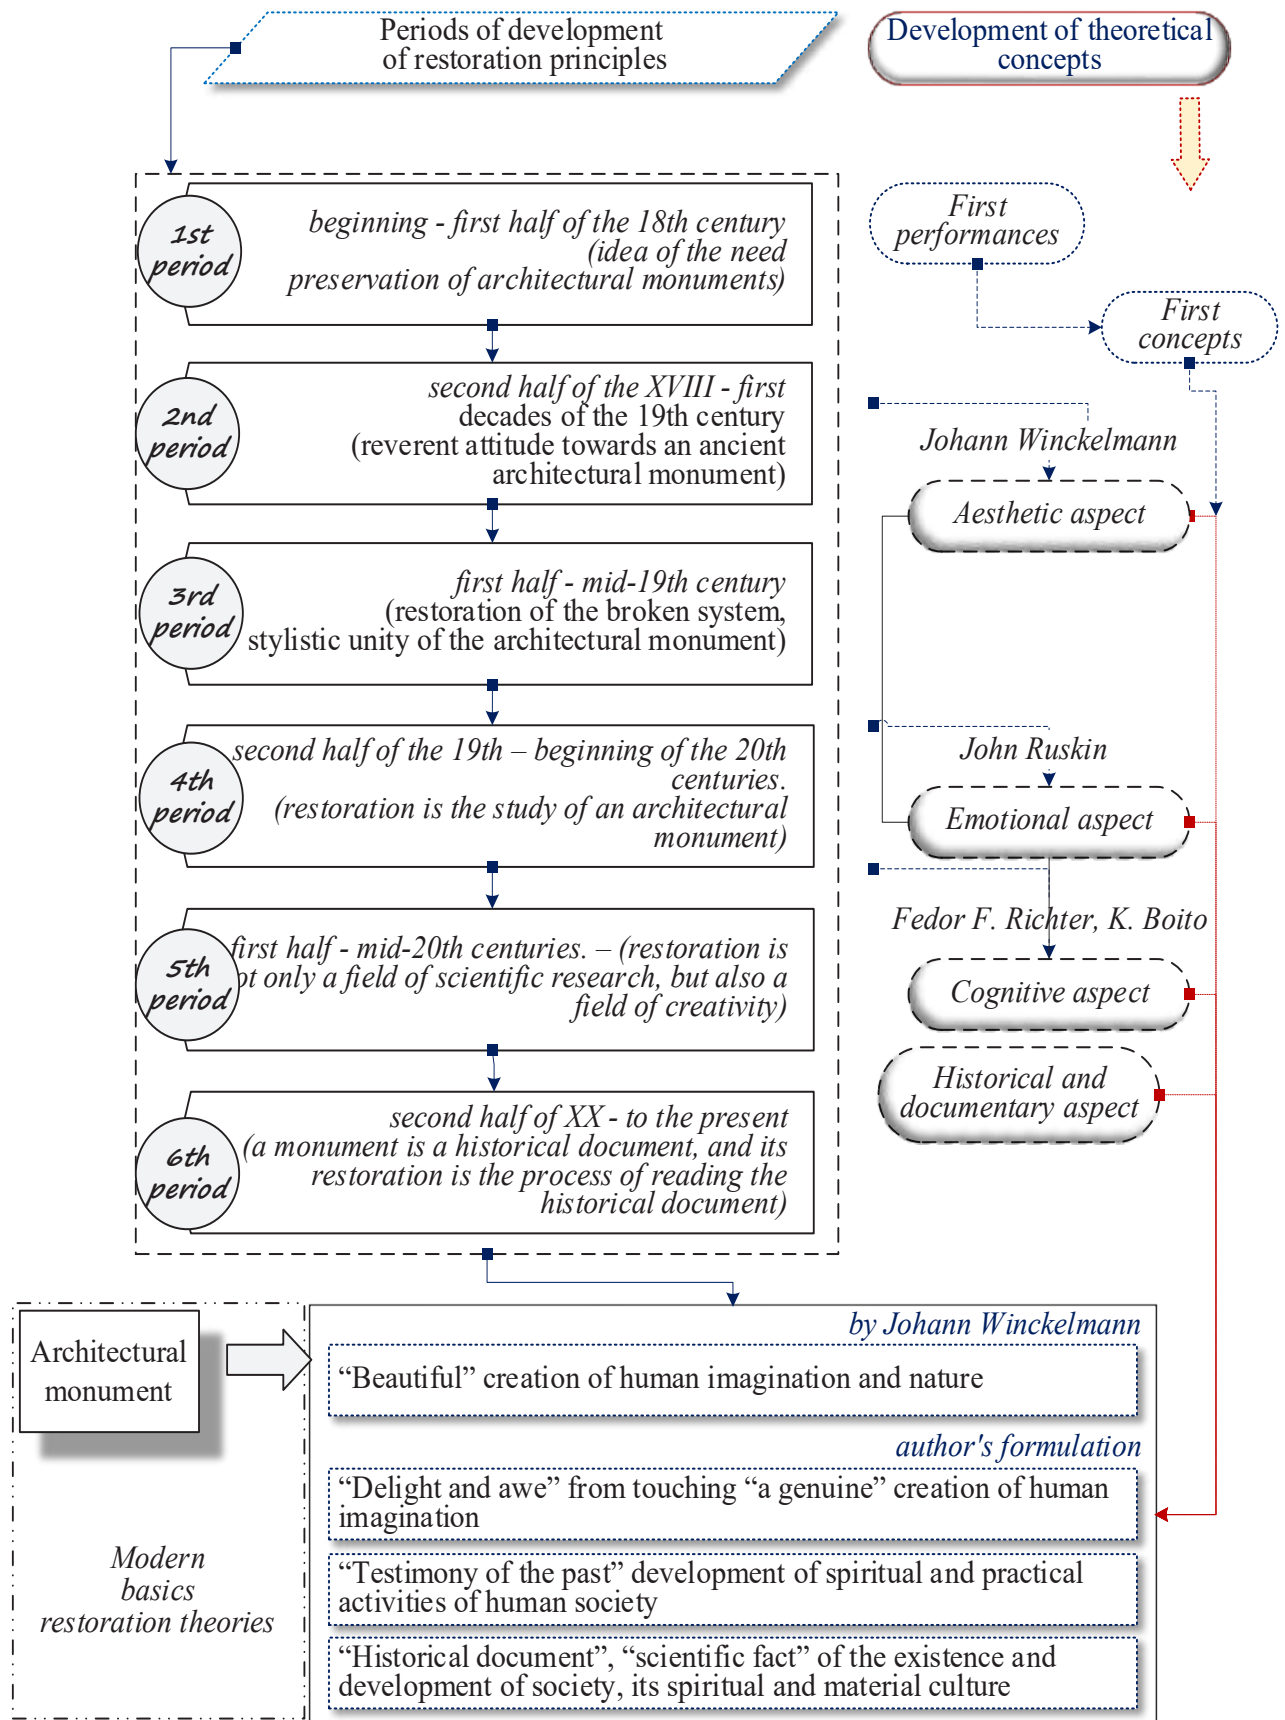 Periods of development
of restoration principles
Development of theoretical
concepts
1st
period
beginning - first half of the 18th century
(idea of the need
preservation of architectural monuments)
First
performances
First
concepts
2nd
period
second half of the XVIII - first
decades of the 19th century
(reverent attitude towards an ancient
architectural monument)
Johann Winckelmann
Aesthetic aspect
3rd
period
first half - mid-19th century
(restoration of the broken system,
stylistic unity of the architectural monument)
4th
period
second half of the 19th – beginning of the 20th
centuries.
(restoration is the study of an architectural
monument)
John Ruskin
Emotional aspect
5th
period
first half - mid-20th centuries. – (restoration is
ot only a field of scientific research, but also a
field of creativity)
Fedor F. Richter, K. Boito
Cognitive aspect
Historical and
documentary aspect
6th
period
second half of XX - to the present
(a monument is a historical document, and its
restoration is the process of reading the
historical document)
Architectural
monument
Modern
basics
restoration theories
by Johann Winckelmann
“Beautiful” creation of human imagination and nature
author's formulation
“Delight and awe” from touching “a genuine” creation of human
imagination
“Testimony of the past” development of spiritual and practical
activities of human society
“Historical document”, “scientific fact” of the existence and
development of society, its spiritual and material culture